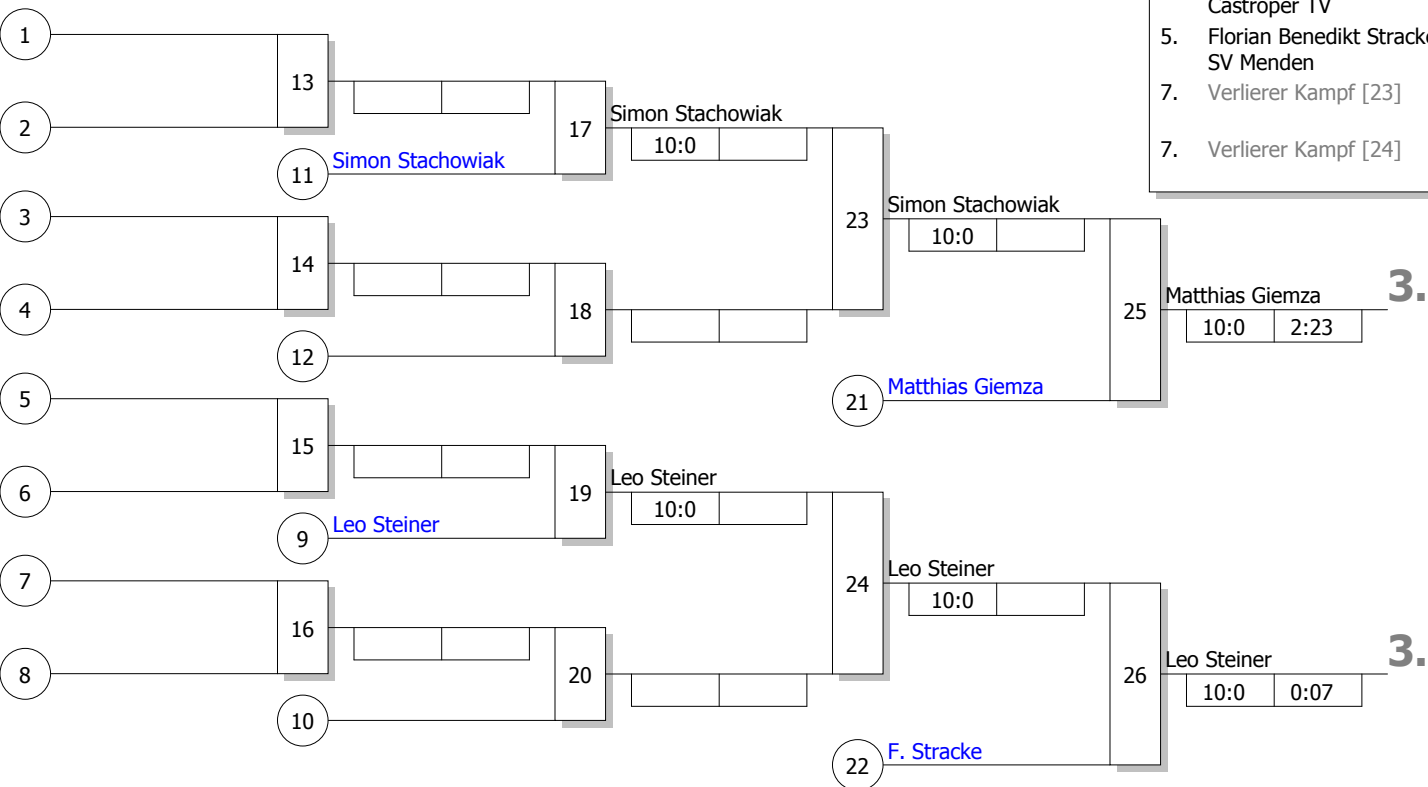 Castroper TV
5. Florian Benedikt Stracke
SV Menden
7. Verlierer Kampf [23]
7. Verlierer Kampf [24]
1
13
2
17
Simon Stachowiak
10:0
11
Simon Stachowiak
3
23
Simon Stachowiak
10:0
14
4
18
25
Matthias Giemza
10:0 2:23
3.
12
5
21
Matthias Giemza
15
6
19
Leo Steiner
10:0
9
Leo Steiner
7
24
Leo Steiner
10:0
16
8
20
26
Leo Steiner
10:0 0:07
3.
10
22
F. Stracke